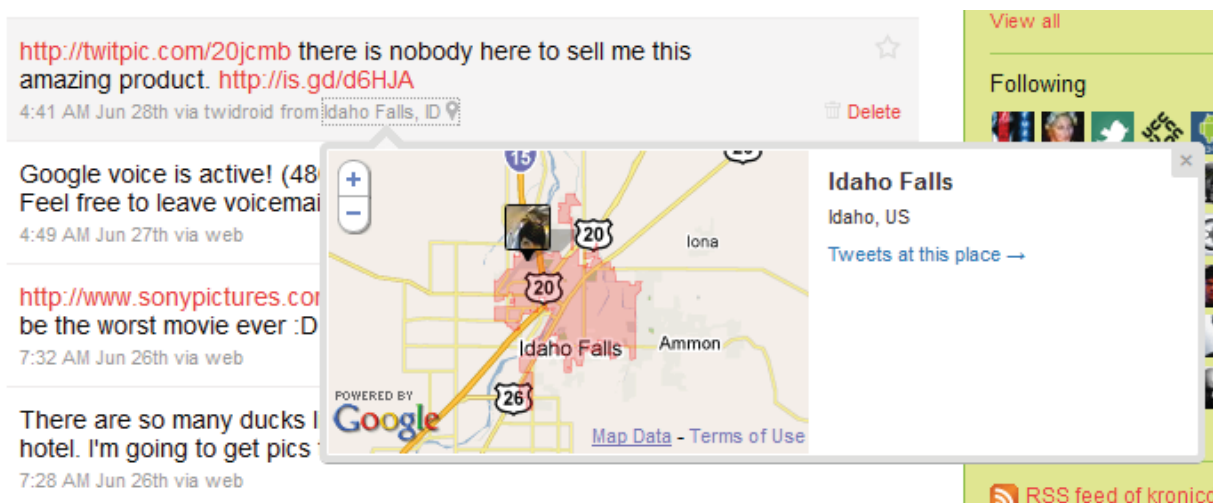 http://twitpic.com/20jcmb there is nobody here to sell me this
amazing product. http://is.gd/d6HJA
4:41 AM Jun 28th via twidroid from Idaho Falls, ID
Delete
Google voice is active! (48
Feel free to leave voicemai
4:49 AM Jun 27th via web
http://www.sonypictures.co
be the worst movie ever :D
7:32 AM Jun 26th via web
There are so many ducks
hotel. I'm going to get pics
7:28 AM Jun 26th via web
+
−
15
20
Iona
20
Idaho Falls
Ammon
26
POWERED BY
Google
Map Data - Terms of Use
×
Idaho Falls
Idaho, US
Tweets at this place →
View all
Following
RSS feed of kronic